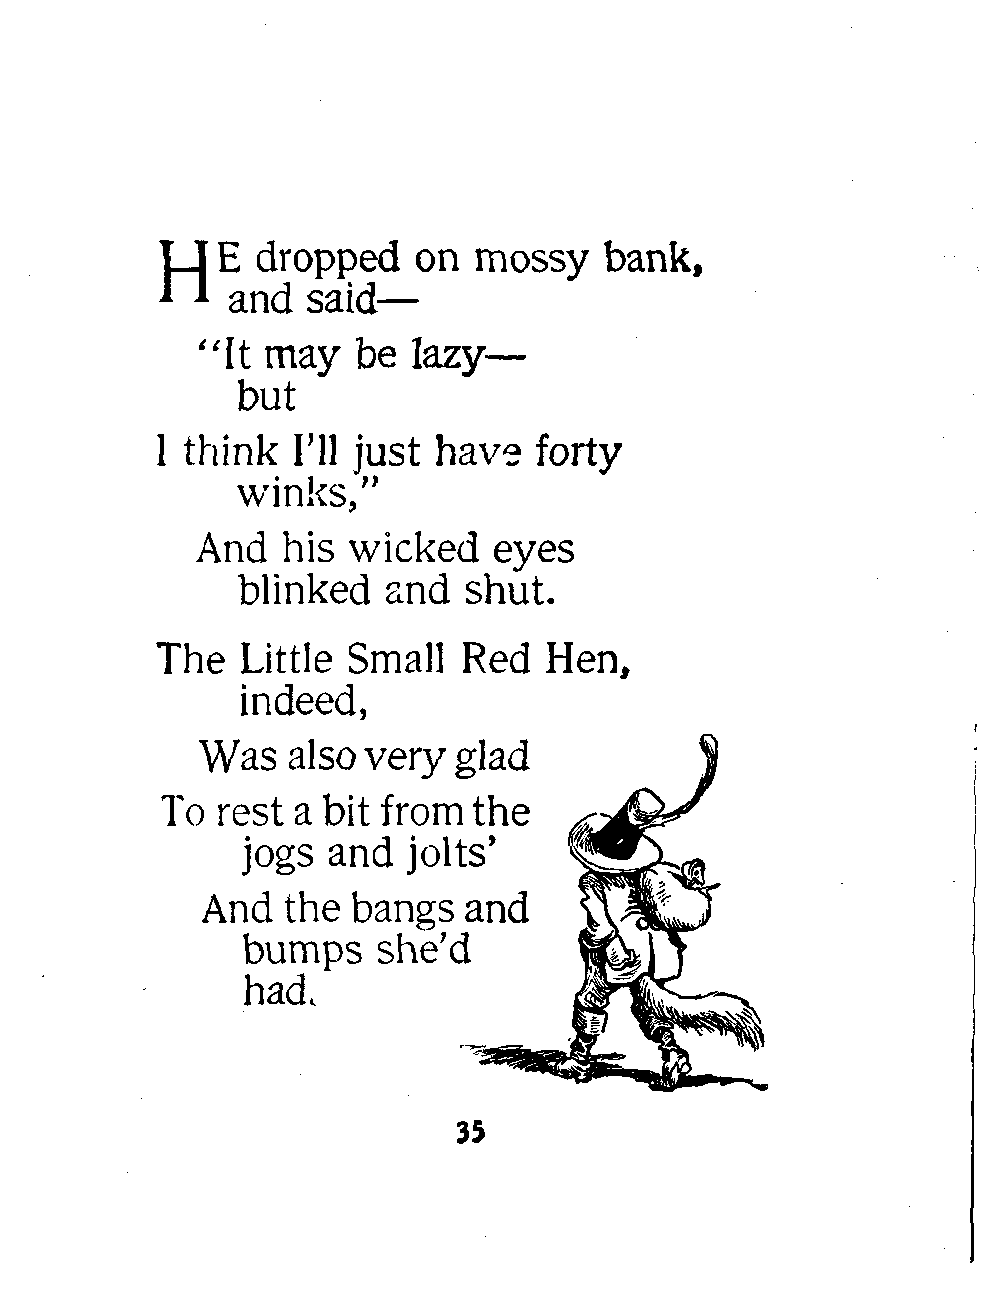 HE dropped on mossy bank,
and said—
"It may be lazy—
but
I think I'll just have forty
winks,"
And his wicked eyes
blinked and shut.
The Little Small Red Hen,
indeed,
Was also very glad
To rest a bit from the
jogs and jolts'
And the bangs and
bumps she'd
had.
35